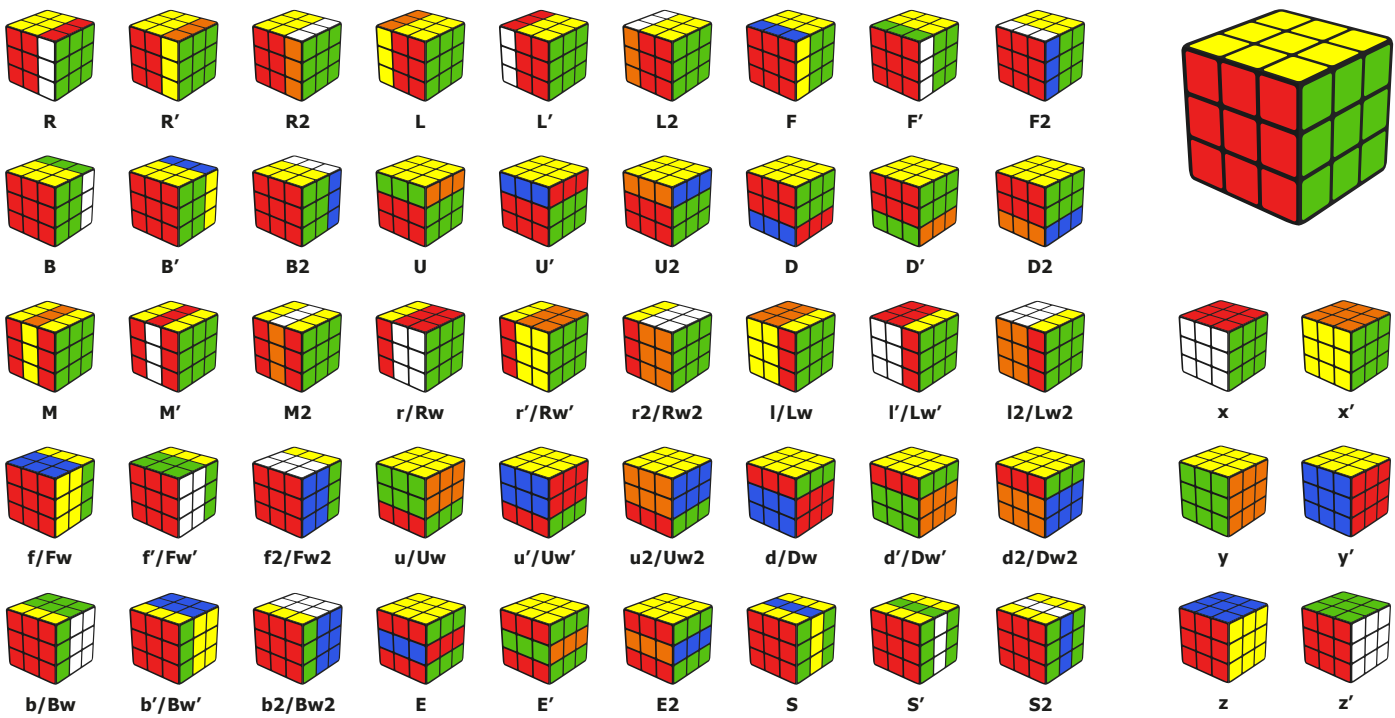 R R′ R2 L L′ L2 F F′ F2
B B′ B2 U U′ U2 D D′ D2
M M′ M2 r/Rw r′/Rw′ r2/Rw2 l/Lw l′/Lw′ l2/Lw2 x x′
f/Fw f′/Fw′ f2/Fw2 u/Uw u′/Uw′ u2/Uw2 d/Dw d′/Dw′ d2/Dw2 y y′
b/Bw b′/Bw′ b2/Bw2 E E′ E2 S S′ S2 z z′